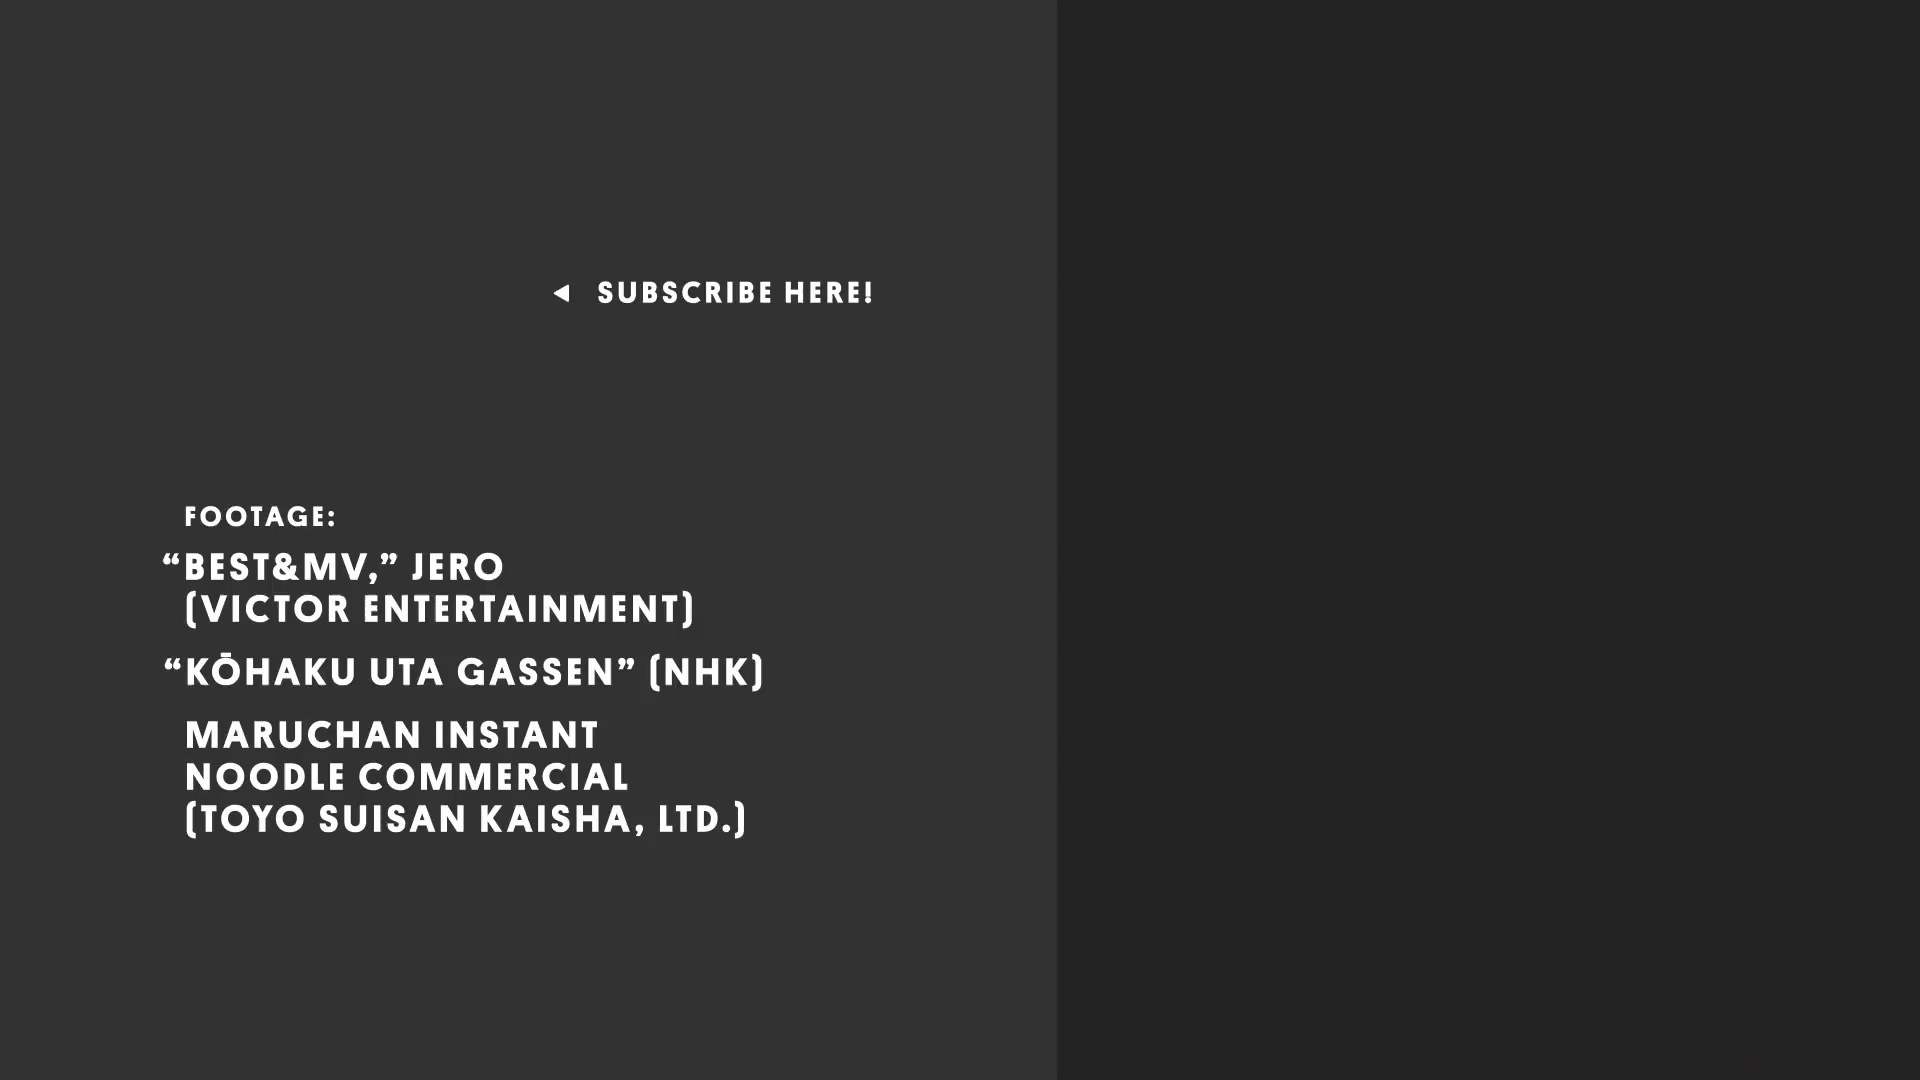 ◀ SUBSCRIBE HERE!
FOOTAGE:
“BEST&MV,” JERO
(VICTOR ENTERTAINMENT)
“KŌHAKU UTA GASSEN” (NHK)
MARUCHAN INSTANT
NOODLE COMMERCIAL
(TOYO SUISAN KAISHA, LTD.)